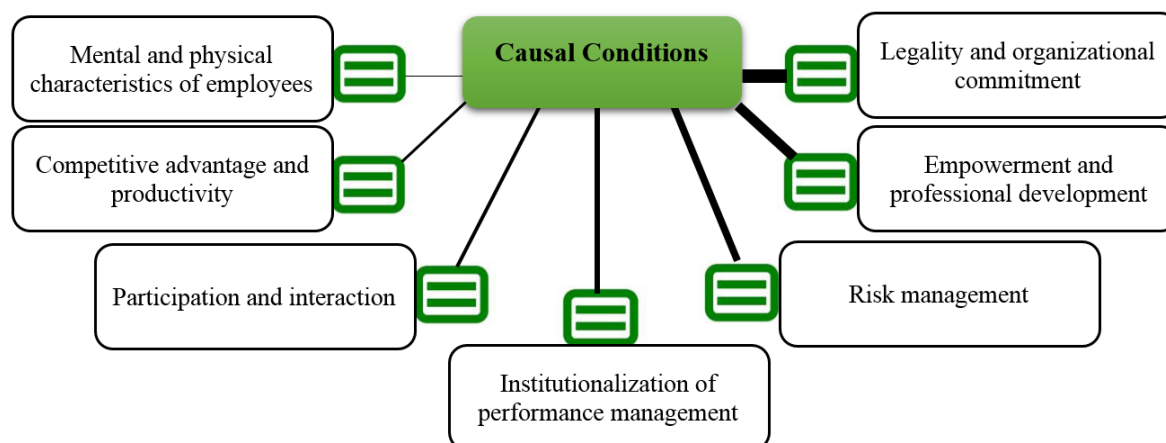 Causal Conditions
Mental and physical
characteristics of employees
Legality and organizational
commitment
Competitive advantage and
productivity
Empowerment and
professional development
Participation and interaction
Risk management
Institutionalization of
performance management